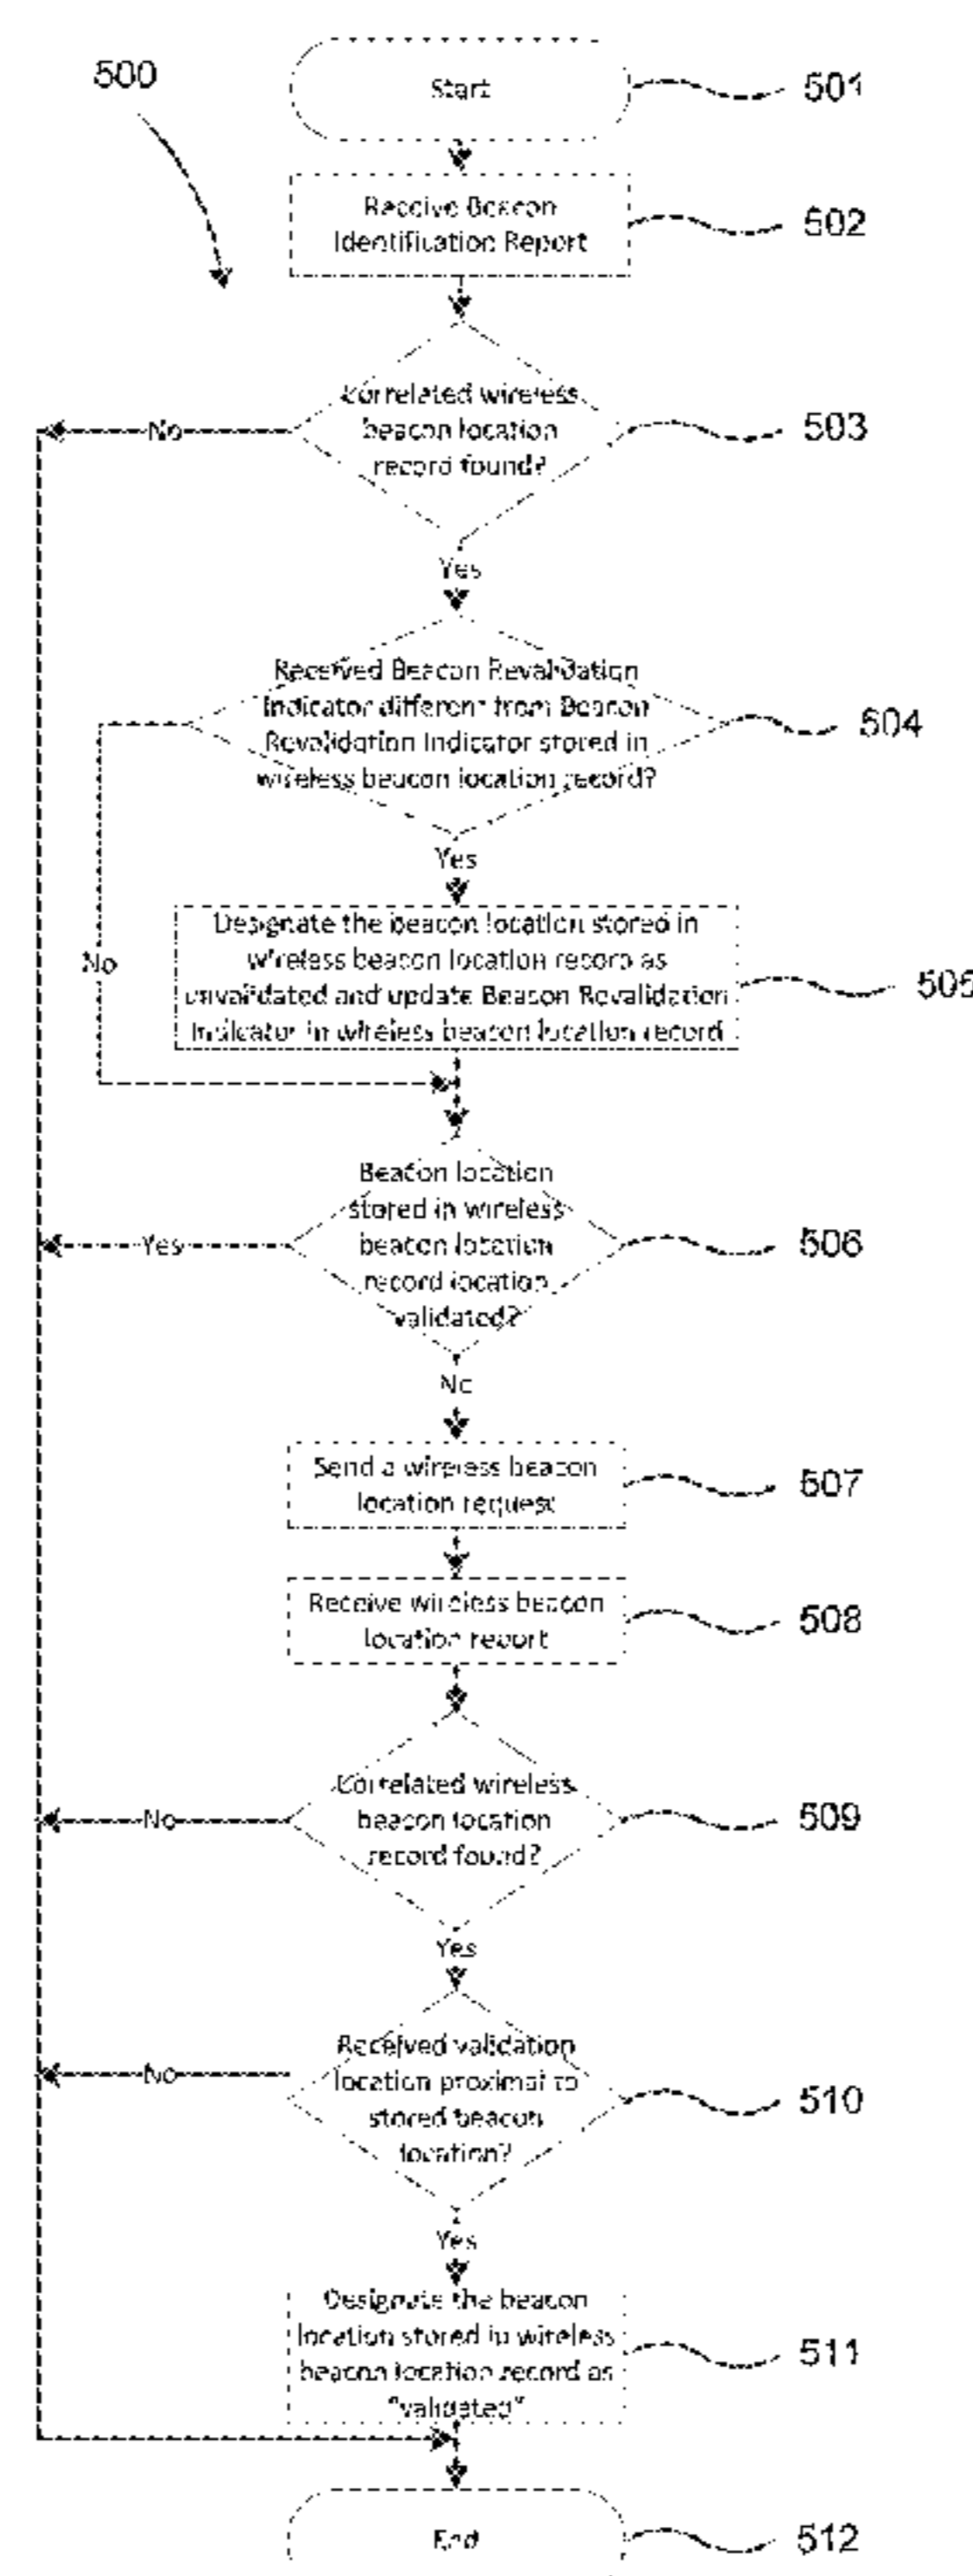 500
Start
501
Receive Beacon
Identification Report
502
Correlated wireless
beacon location
record found?
No
503
Yes
Received Beacon Revalidation
Indicator different from Beacon
Revalidation Indicator stored in
wireless beacon location record?
504
Yes
No
Designate the beacon location stored in
wireless beacon location record as
unvalidated and update Beacon Revalidation
Indicator in wireless beacon location record
505
Beacon location
stored in wireless
beacon location
record location
validated?
Yes
506
No
Send a wireless beacon
location request
507
Receive wireless beacon
location report
508
Correlated wireless
beacon location
record found?
No
509
Yes
Received validation
location proximal to
stored beacon
location?
No
510
Yes
Designate the beacon
location stored in wireless
beacon location record as
"validated"
511
End
512